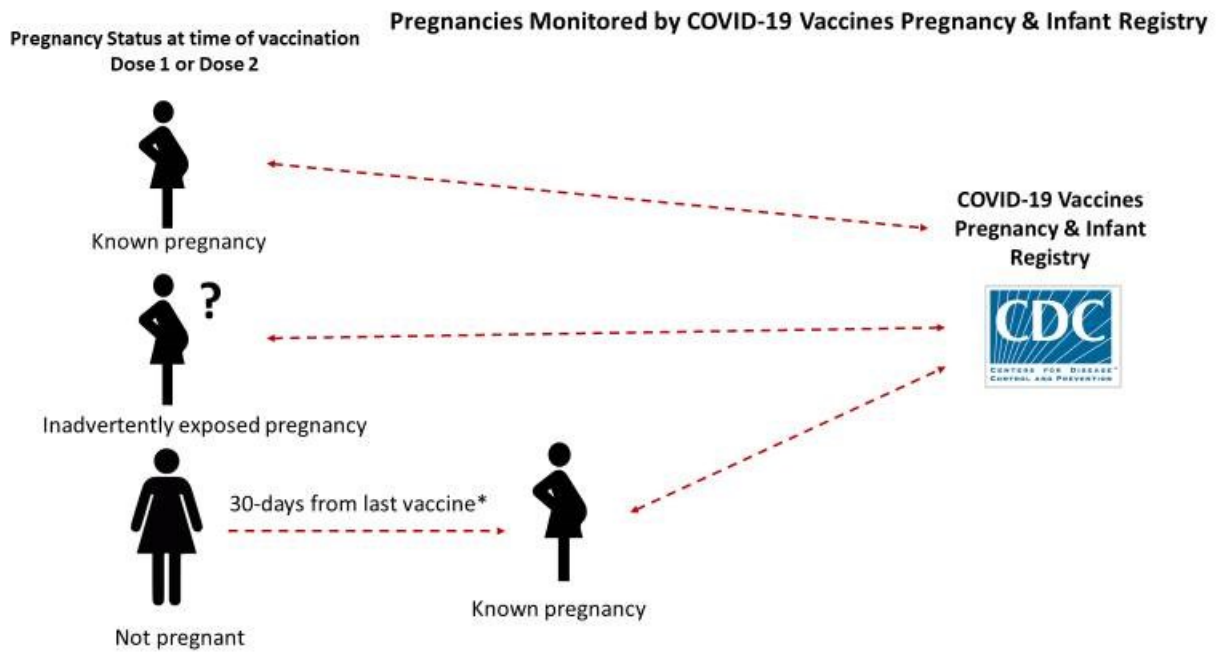 Pregnancies Monitored by COVID-19 Vaccines Pregnancy & Infant Registry
Pregnancy Status at time of vaccination
Dose 1 or Dose 2
Known pregnancy
COVID-19 Vaccines
Pregnancy & Infant
Registry
CDC
CENTERS FOR DISEASE™
CONTROL AND PREVENTION
?
Inadvertently exposed pregnancy
30-days from last vaccine*
Known pregnancy
Not pregnant